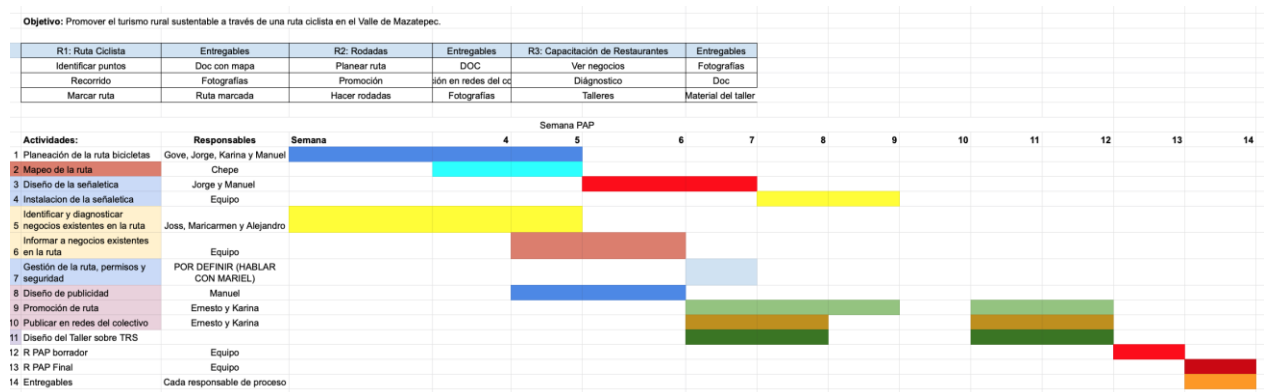 Objetivo: Promover el turismo rural sustentable a través de una ruta ciclista en el Valle de Mazatepec.
R1: Ruta Ciclista Entregables R2: Rodadas Entregables R3: Capacitación de Restaurantes Entregables
Identificar puntos Doc con mapa Planear ruta DOC Ver negocios Fotografías
Recorrido Fotografías Promoción ión en redes del co Diágnostico Doc
Marcar ruta Ruta marcada Hacer rodadas Fotografías Talleres Material del taller
Semana PAP
Actividades: Responsables Semana 4 5 6 7 8 9 10 11 12 13 14
1 Planeación de la ruta bicicletas Gove, Jorge, Karina y Manuel
2 Mapeo de la ruta Chepe
3 Diseño de la señaletica Jorge y Manuel
4 Instalacion de la señaletica Equipo
Identificar y diagnosticar
5 negocios existentes en la ruta Joss, Maricarmen y Alejandro
Informar a negocios existentes
6 en la ruta Equipo
Gestión de la ruta, permisos y POR DEFINIR (HABLAR
7 seguridad CON MARIEL)
8 Diseño de publicidad Manuel
9 Promoción de ruta Ernesto y Karina
10 Publicar en redes del colectivo Ernesto y Karina
11 Diseño del Taller sobre TRS
12 R PAP borrador Equipo
13 R PAP Final Equipo
14 Entregables Cada responsable de proceso